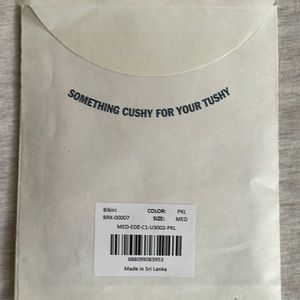 SOMETHING CUSHY FOR YOUR TUSHY
Bikini COLOR: PKL
BRX-00007 SIZE: MED
MED-EDE-C1-U3002-PKL
688099083953
Made in Sri Lanka